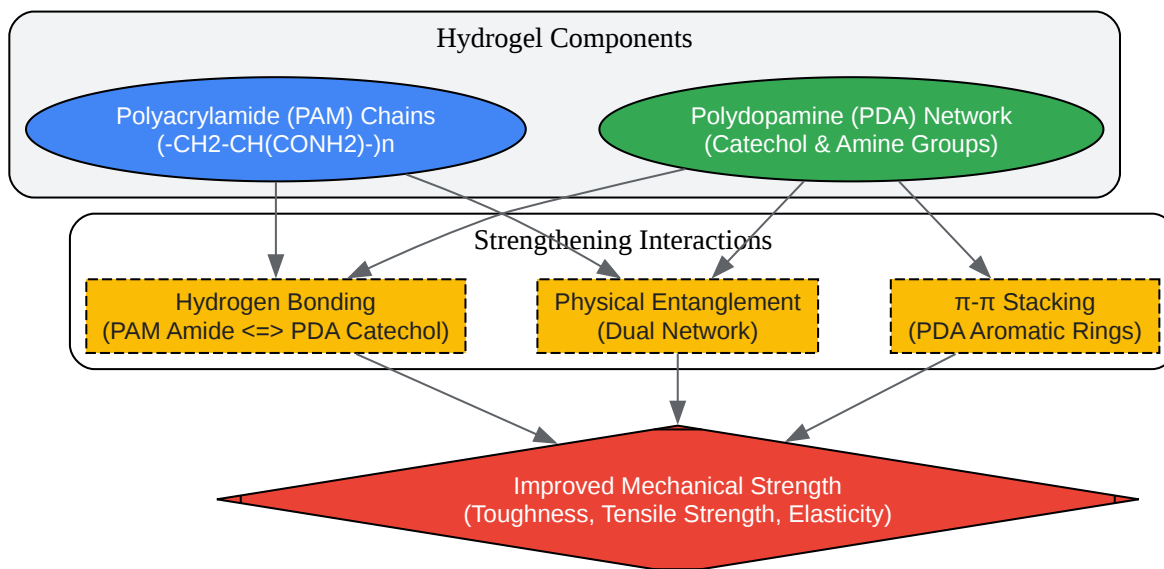 Hydrogel Components
Polyacrylamide (PAM) Chains
(-CH2-CH(CONH2)-)n
Polydopamine (PDA) Network
(Catechol & Amine Groups)
Strengthening Interactions
Hydrogen Bonding
(PAM Amide <=> PDA Catechol)
Physical Entanglement
(Dual Network)
π-π Stacking
(PDA Aromatic Rings)
Improved Mechanical Strength
(Toughness, Tensile Strength, Elasticity)